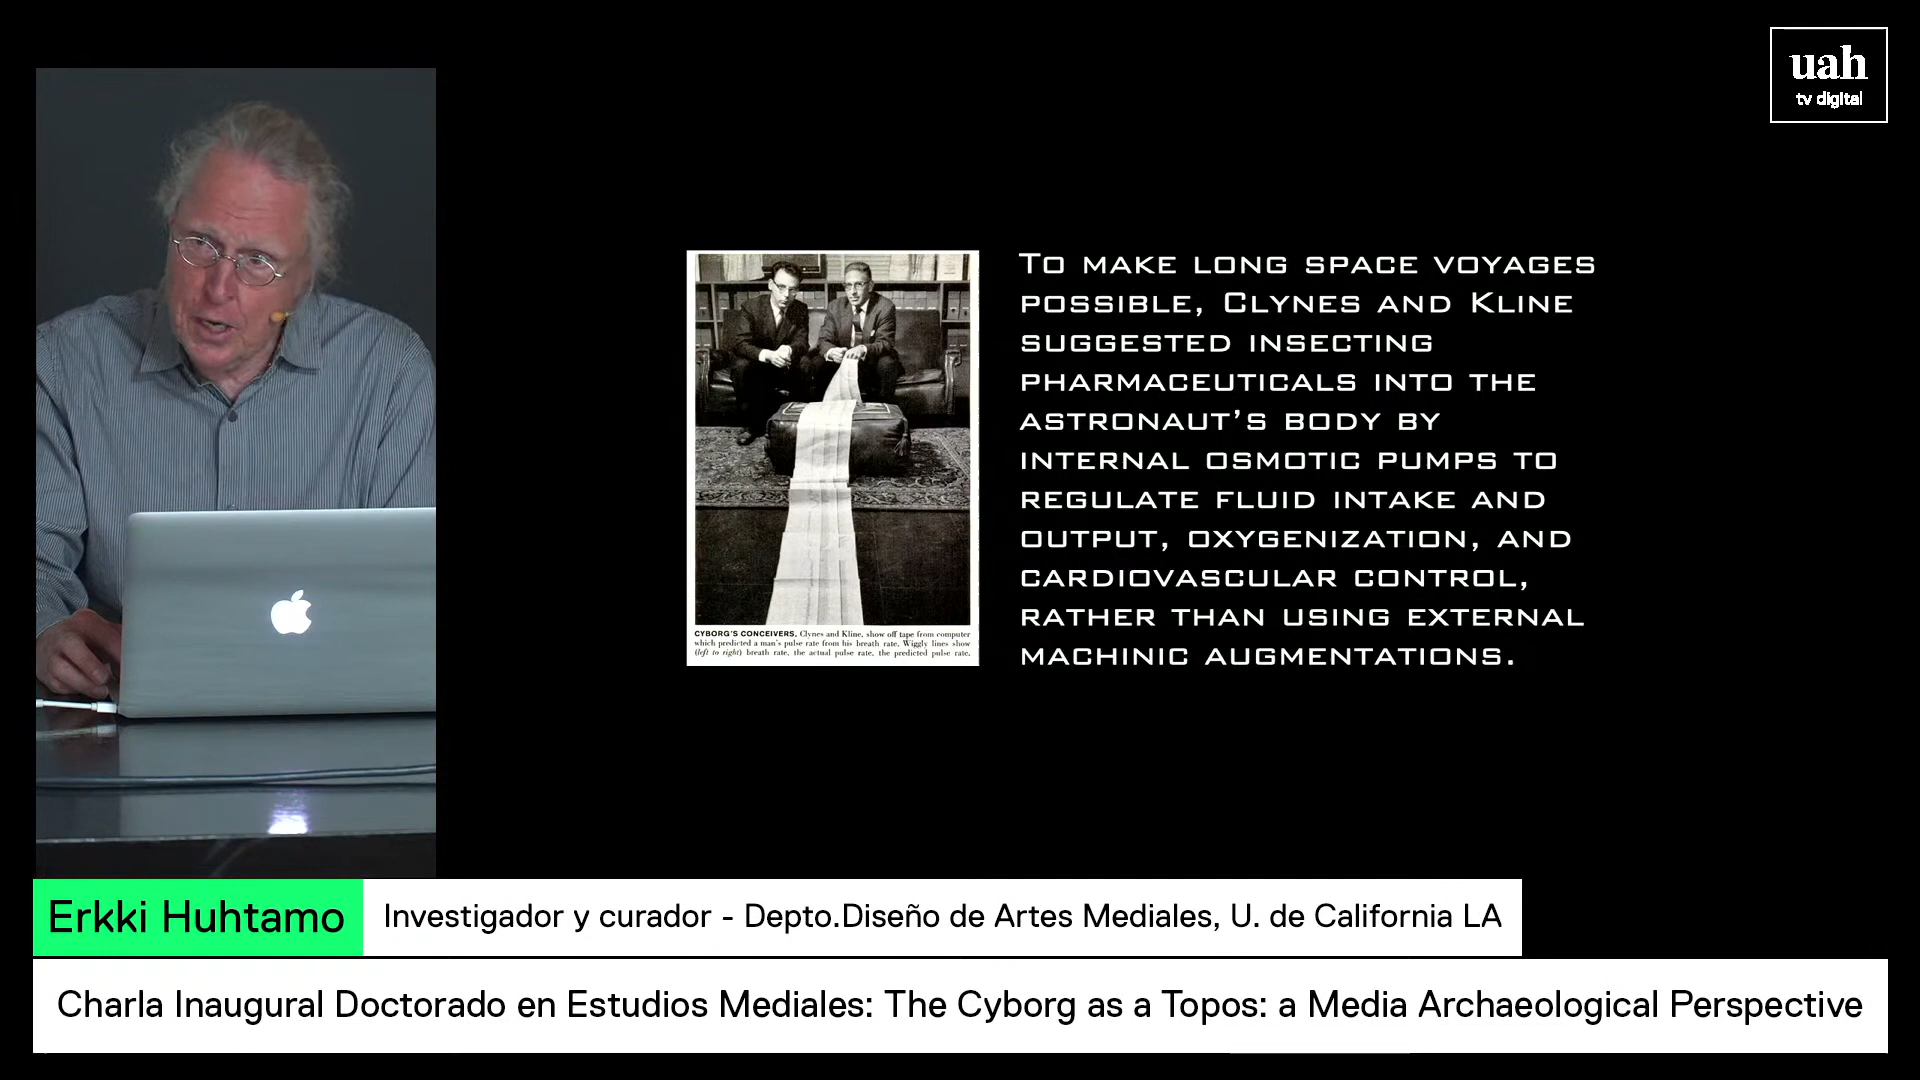 uah
tv digital
To make long space voyages
possible, Clynes and Kline
suggested insecting
pharmaceuticals into the
astronaut's body by
internal osmotic pumps to
regulate fluid intake and
output, oxygenization, and
cardiovascular control,
rather than using external
machinic augmentations.
CYBORG'S CONCEIVERS, Clynes and Kline, show off tape from computer
which predicted a man's pulse rate from his breath rate. Wiggly lines show
(left to right) breath rate, the actual pulse rate, the predicted pulse rate.
Erkki Huhtamo
Investigador y curador - Depto.Diseño de Artes Mediales, U. de California LA
Charla Inaugural Doctorado en Estudios Mediales: The Cyborg as a Topos: a Media Archaeological Perspective